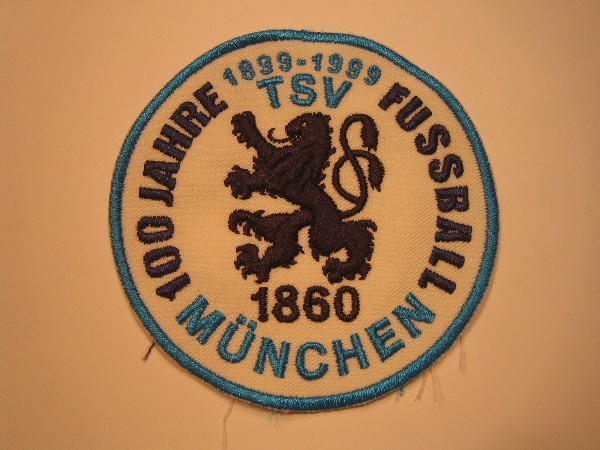 1899-1999
TSV
100 JAHRE FUSSBALL
1860
MÜNCHEN